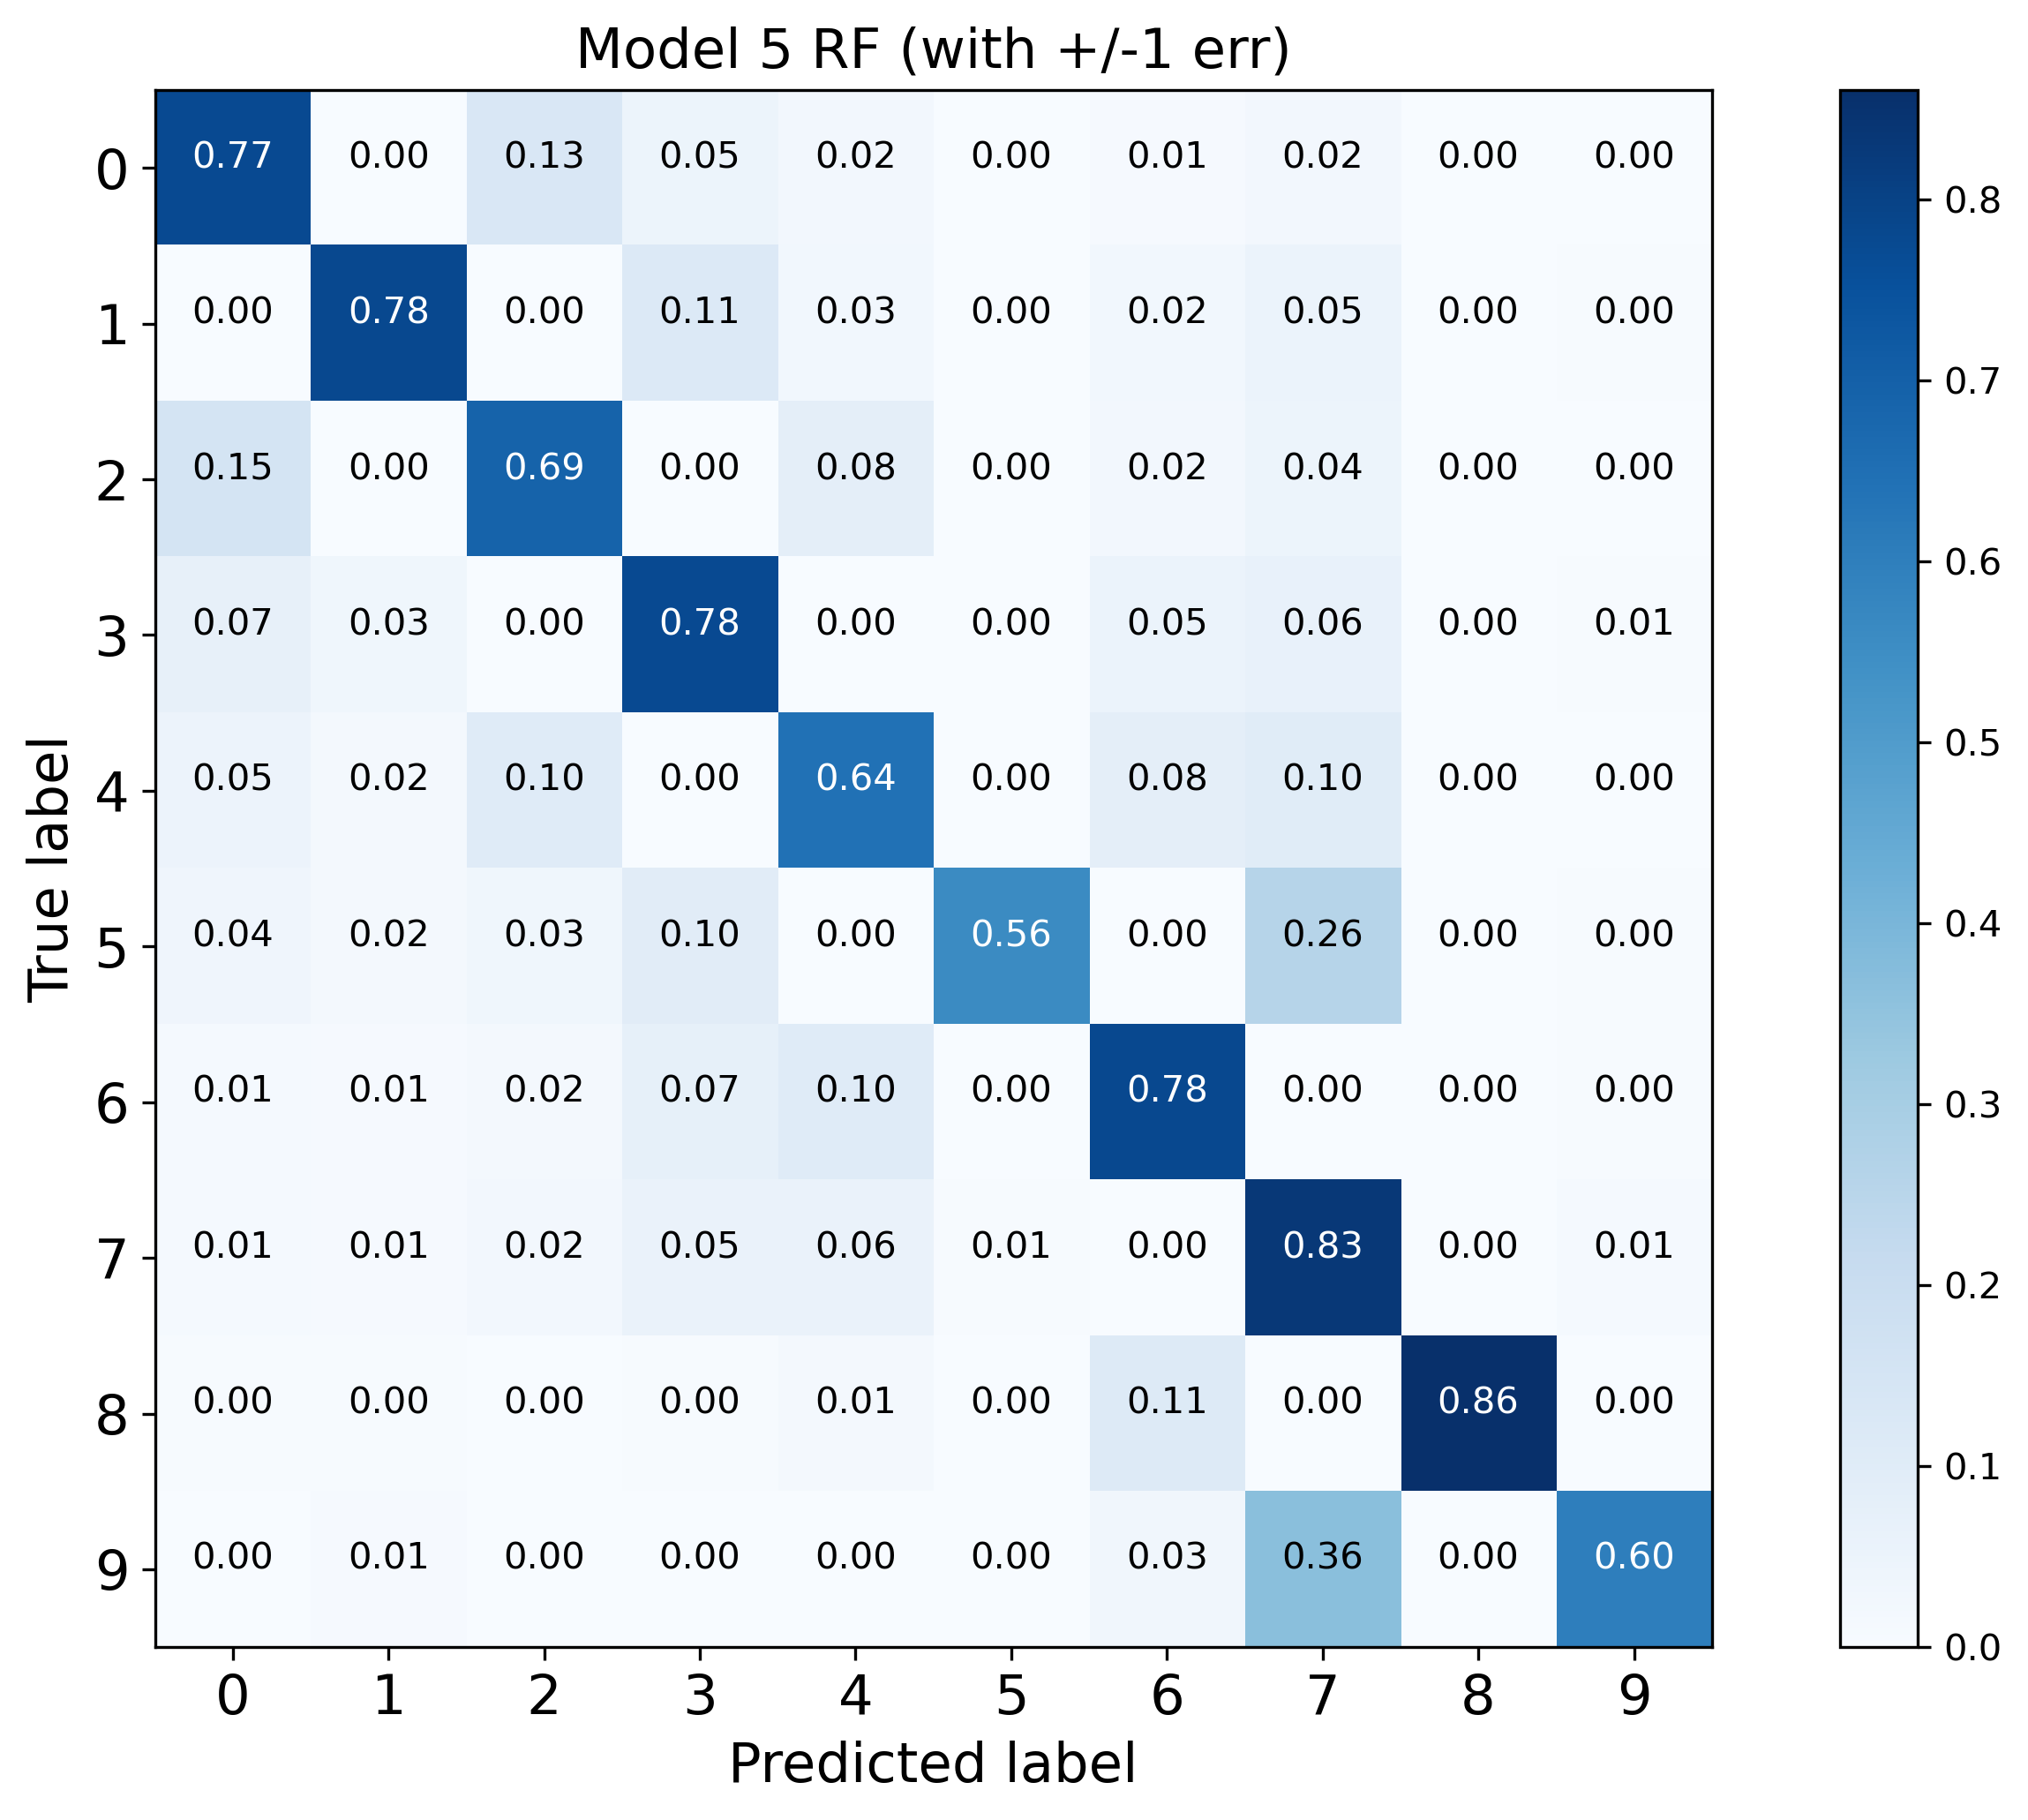 Model 5 RF (with +/-1 err)
0 0.77 0.00 0.13 0.05 0.02 0.00 0.01 0.02 0.00 0.00
1 0.00 0.78 0.00 0.11 0.03 0.00 0.02 0.05 0.00 0.00
2 0.15 0.00 0.69 0.00 0.08 0.00 0.02 0.04 0.00 0.00
3 0.07 0.03 0.00 0.78 0.00 0.00 0.05 0.06 0.00 0.01
4 0.05 0.02 0.10 0.00 0.64 0.00 0.08 0.10 0.00 0.00
5 0.04 0.02 0.03 0.10 0.00 0.56 0.00 0.26 0.00 0.00
6 0.01 0.01 0.02 0.07 0.10 0.00 0.78 0.00 0.00 0.00
7 0.01 0.01 0.02 0.05 0.06 0.01 0.00 0.83 0.00 0.01
8 0.00 0.00 0.00 0.00 0.01 0.00 0.11 0.00 0.86 0.00
9 0.00 0.01 0.00 0.00 0.00 0.00 0.03 0.36 0.00 0.60
0 1 2 3 4 5 6 7 8 9
Predicted label
True label
0.8
0.7
0.6
0.5
0.4
0.3
0.2
0.1
0.0